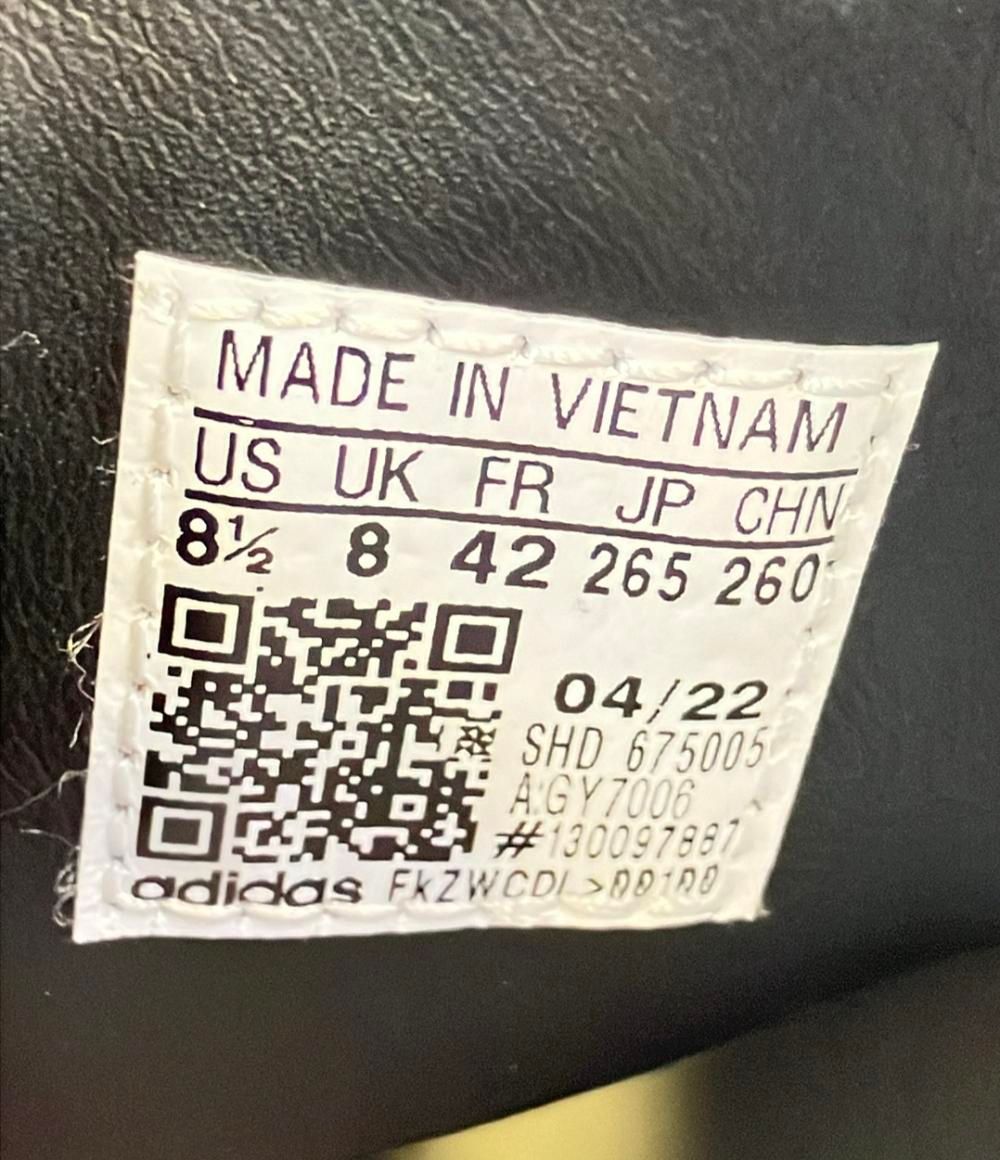 MADE IN VIETNAM
US UK FR JP CHN
8½ 8 42 265 260
04/22
SHD 675005
A:GY7006
#130097887
adidas